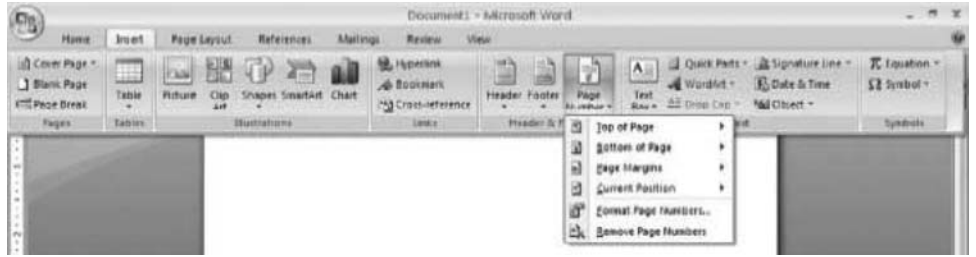 Document1 - Microsoft Word
Home Insert Page Layout References Mailings Review View
Cover Page
Blank Page
Page Break
Pages
Table
Tables
Picture Clip Art Shapes SmartArt Chart
Illustrations
Hyperlink
Bookmark
Cross-reference
Links
Header Footer Page Number
Header & F
Text Box
Quick Parts
WordArt
Drop Cap
Signature Line
Date & Time
Object
Equation
Symbol
Symbols
Top of Page
Bottom of Page
Page Margins
Current Position
Format Page Numbers...
Remove Page Numbers